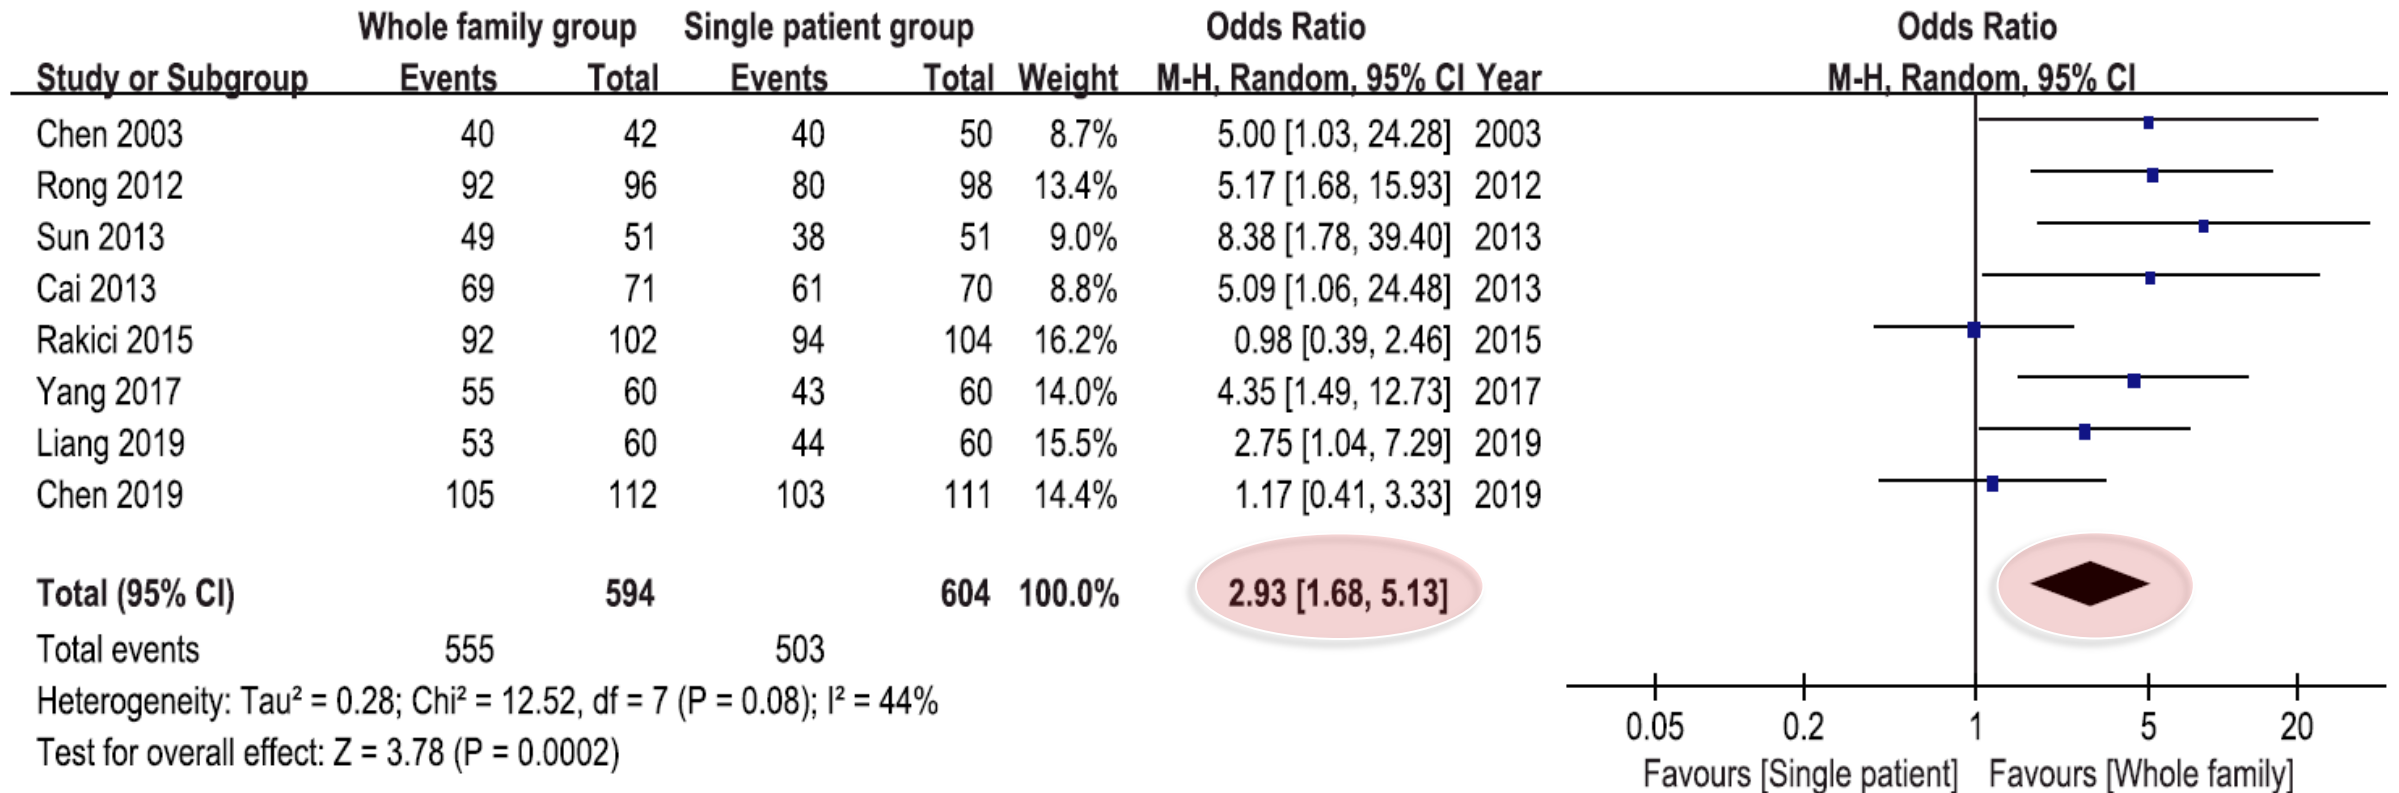 Whole family group Single patient group Odds Ratio Odds Ratio
Study or Subgroup Events Total Events Total Weight M-H, Random, 95% CI Year M-H, Random, 95% CI
Chen 2003 40 42 40 50 8.7% 5.00 [1.03, 24.28] 2003
Rong 2012 92 96 80 98 13.4% 5.17 [1.68, 15.93] 2012
Sun 2013 49 51 38 51 9.0% 8.38 [1.78, 39.40] 2013
Cai 2013 69 71 61 70 8.8% 5.09 [1.06, 24.48] 2013
Rakici 2015 92 102 94 104 16.2% 0.98 [0.39, 2.46] 2015
Yang 2017 55 60 43 60 14.0% 4.35 [1.49, 12.73] 2017
Liang 2019 53 60 44 60 15.5% 2.75 [1.04, 7.29] 2019
Chen 2019 105 112 103 111 14.4% 1.17 [0.41, 3.33] 2019
Total (95% CI) 594 604 100.0% 2.93 [1.68, 5.13]
Total events 555 503
Heterogeneity: Tau² = 0.28; Chi² = 12.52, df = 7 (P = 0.08); I² = 44%
Test for overall effect: Z = 3.78 (P = 0.0002)
0.05 0.2 1 5 20
Favours [Single patient] Favours [Whole family]